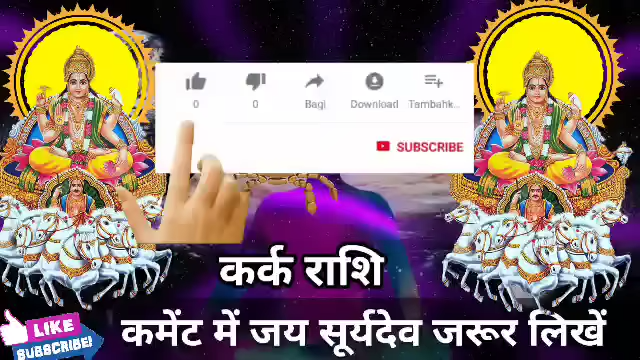 0 0 Bagi Download Tambahk...
SUBSCRIBE
कर्क राशि
LIKE
SUBSCRIBE!
कमेंट में जय सूर्यदेव जरूर लिखें